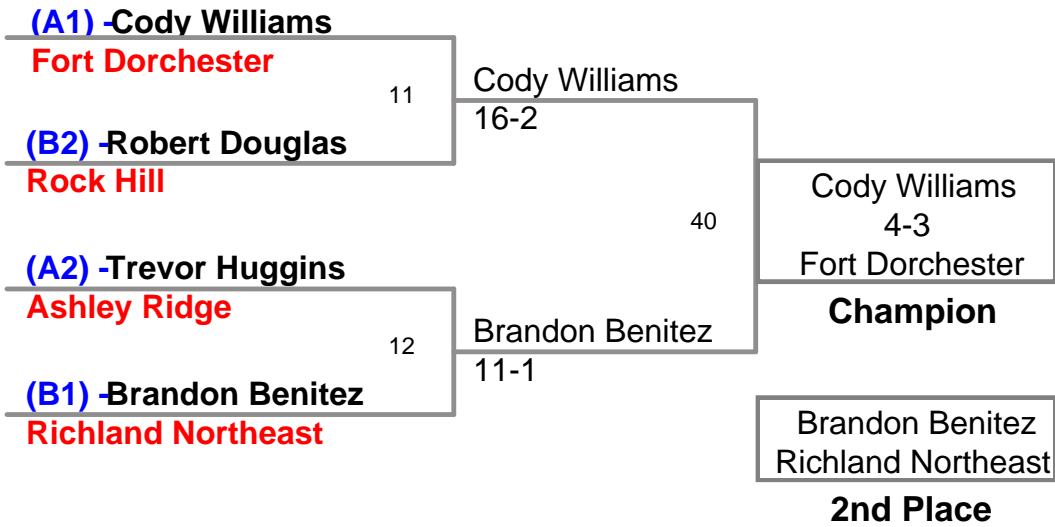 (A1) -Cody Williams
Fort Dorchester
11
Cody Williams
16-2
(B2) -Robert Douglas
Rock Hill
40
Cody Williams
4-3
Fort Dorchester
Champion
(A2) -Trevor Huggins
Ashley Ridge
12
Brandon Benitez
11-1
(B1) -Brandon Benitez
Richland Northeast
Brandon Benitez
Richland Northeast
2nd Place